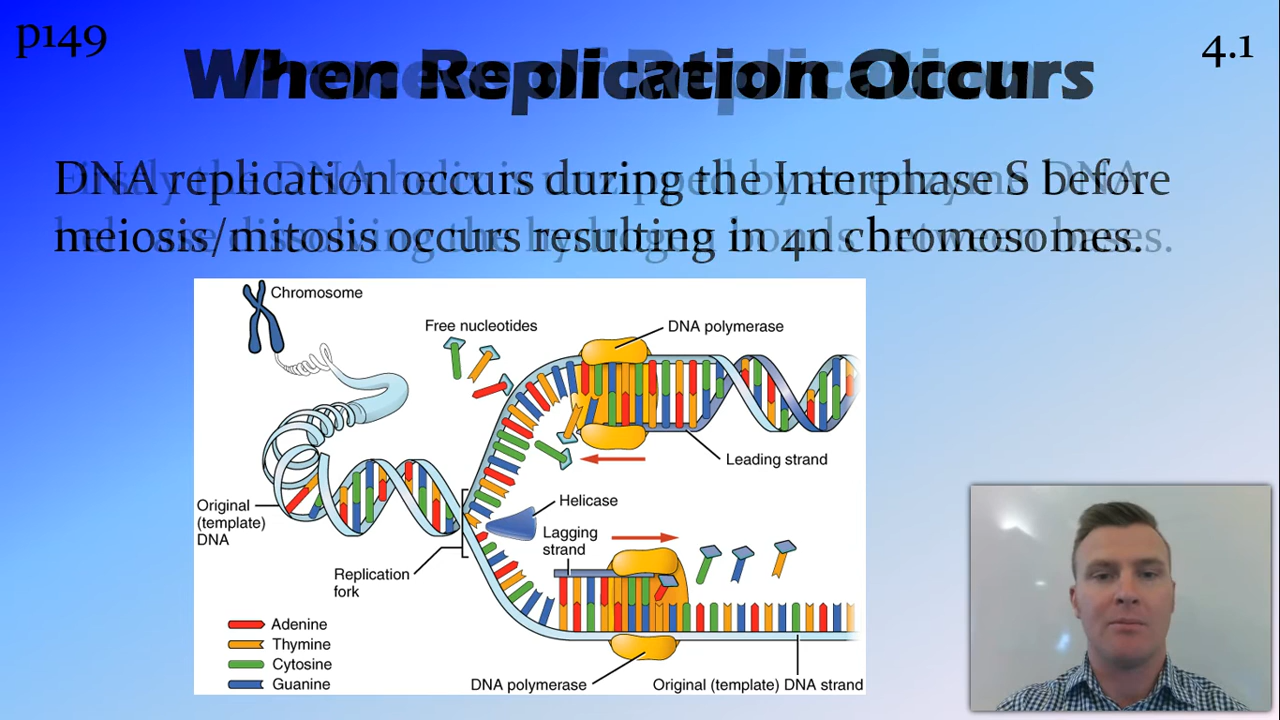 p149
4.1
When Replication Occurs
DNA replication occurs during the Interphase S before
meiosis/mitosis occurs resulting in 4n chromosomes.
Chromosome
Free nucleotides
DNA polymerase
Leading strand
Original
(template)
DNA
Helicase
Lagging
strand
Replication
fork
Adenine
Thymine
Cytosine
Guanine
DNA polymerase
Original (template) DNA strand